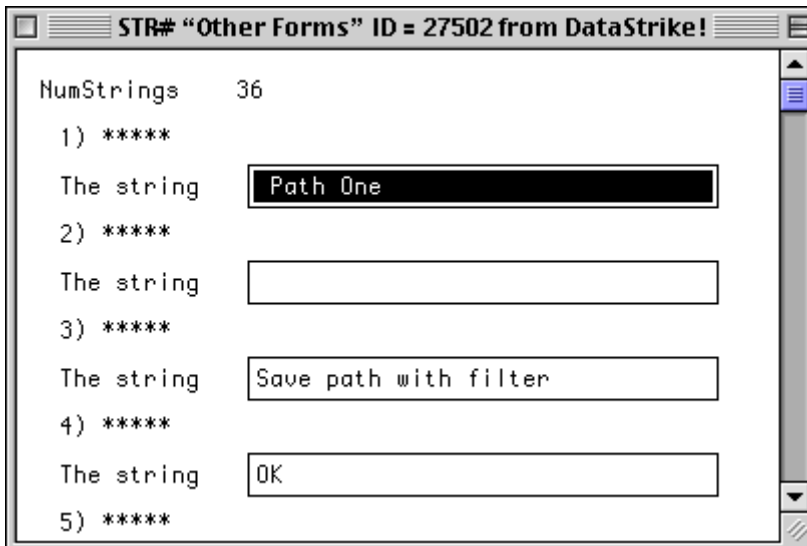 STR# “Other Forms” ID = 27502 from DataStrike!
NumStrings 36
1) *****
The string Path One
2) *****
The string
3) *****
The string Save path with filter
4) *****
The string OK
5) *****